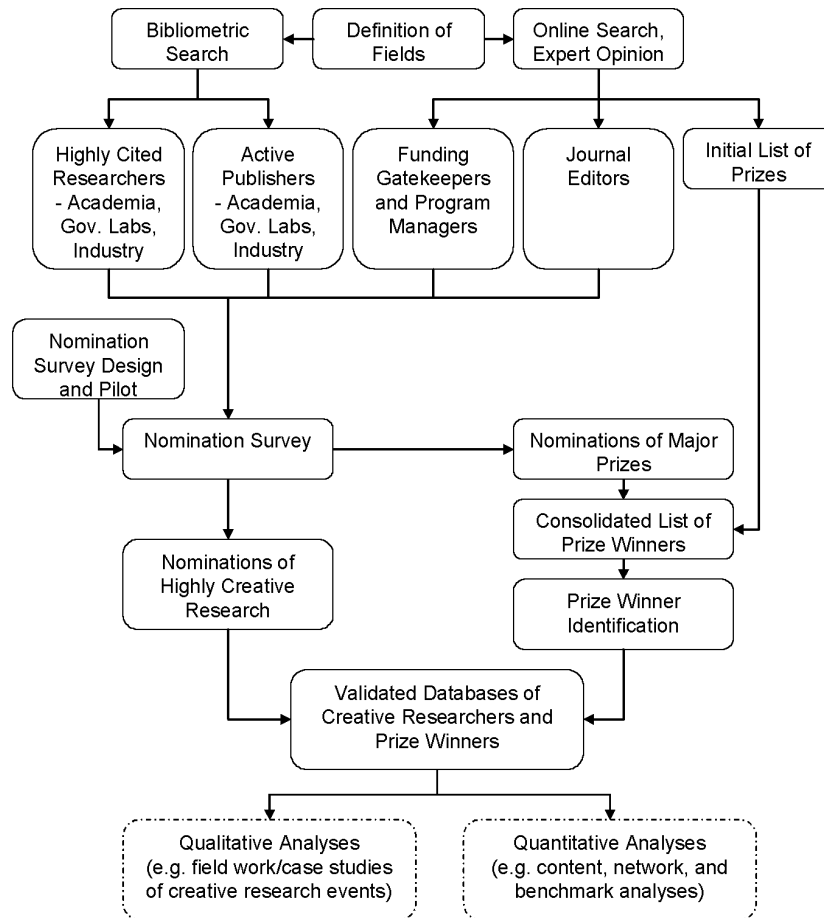 Bibliometric
Search
Definition of
Fields
Online Search,
Expert Opinion
Highly Cited
Researchers
- Academia,
Gov. Labs,
Industry
Active
Publishers
- Academia,
Gov. Labs,
Industry
Funding
Gatekeepers
and Program
Managers
Journal
Editors
Initial List of
Prizes
Nomination
Survey Design
and Pilot
Nomination Survey
Nominations of Major
Prizes
Consolidated List of
Prize Winners
Nominations of
Highly Creative
Research
Prize Winner
Identification
Validated Databases of
Creative Researchers and
Prize Winners
Qualitative Analyses
(e.g. field work/case studies
of creative research events)
Quantitative Analyses
(e.g. content, network, and
benchmark analyses)